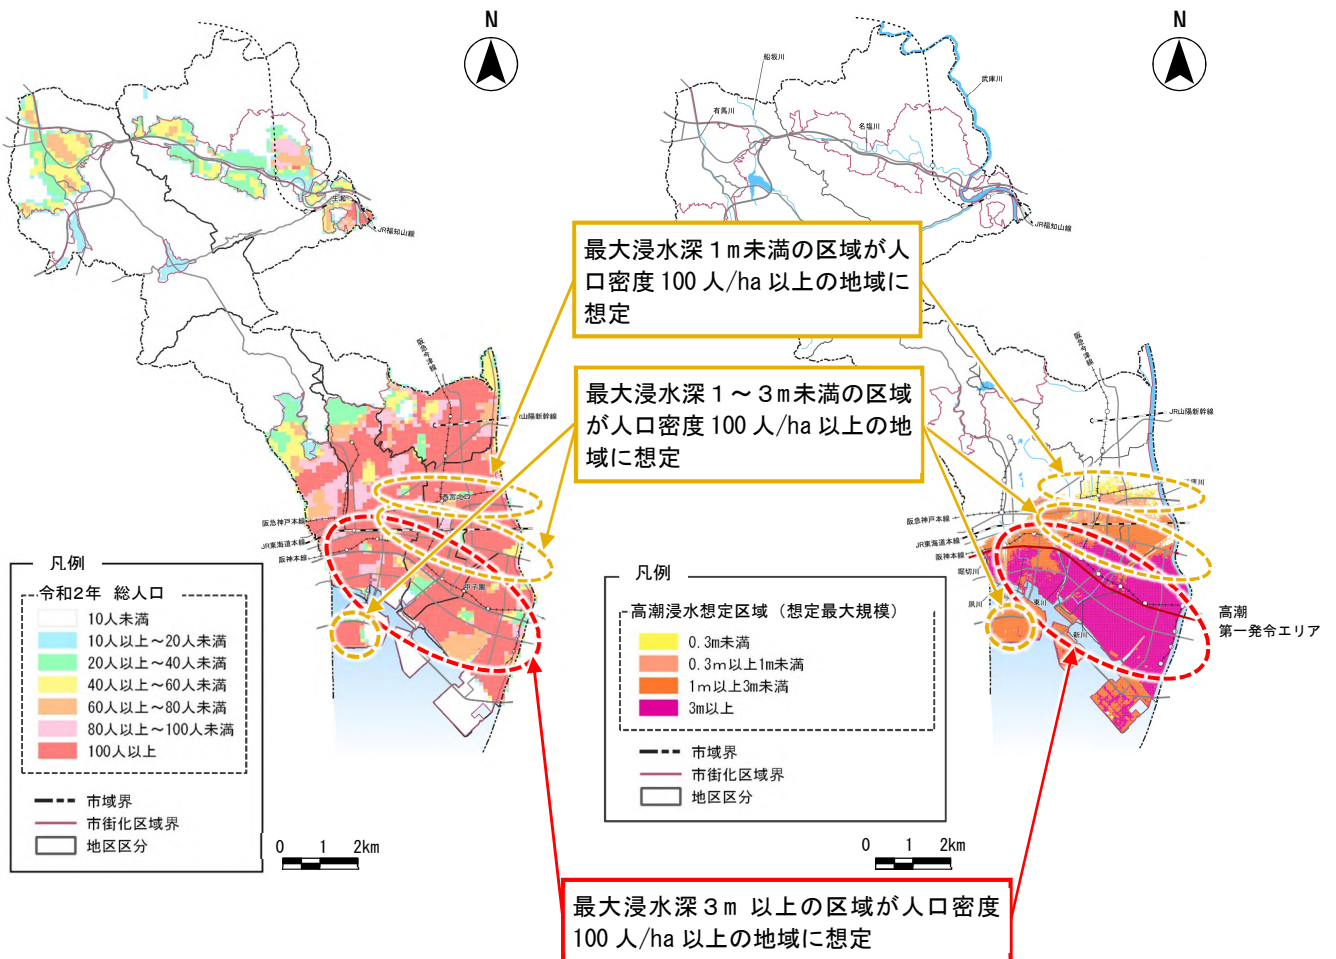 N
生瀬
JR福知山線
阪急今津線
JR山陽新幹線
西宮北口
阪急神戸本線
JR東海道本線
阪神本線
甲子園
凡例
令和2年 総人口
10人未満
10人以上～20人未満
20人以上～40人未満
40人以上～60人未満
60人以上～80人未満
80人以上～100人未満
100人以上
市域界
市街化区域界
地区区分
0 1 2km
最大浸水深１m未満の区域が人
口密度 100 人/ha 以上の地域に
想定
最大浸水深１～３m未満の区域
が人口密度 100 人/ha 以上の地
域に想定
最大浸水深３m 以上の区域が人口密度
100 人/ha 以上の地域に想定
N
船坂川
武庫川
有馬川
名塩川
JR福知山線
阪急今津線
JR山陽新幹線
武庫川
阪急神戸本線
JR東海道本線
阪神本線
堀切川
夙川
東川
新川
高潮
第一発令エリア
凡例
高潮浸水想定区域（想定最大規模）
0.3m未満
0.3m以上1m未満
1m以上3m未満
3m以上
市域界
市街化区域界
地区区分
0 1 2km